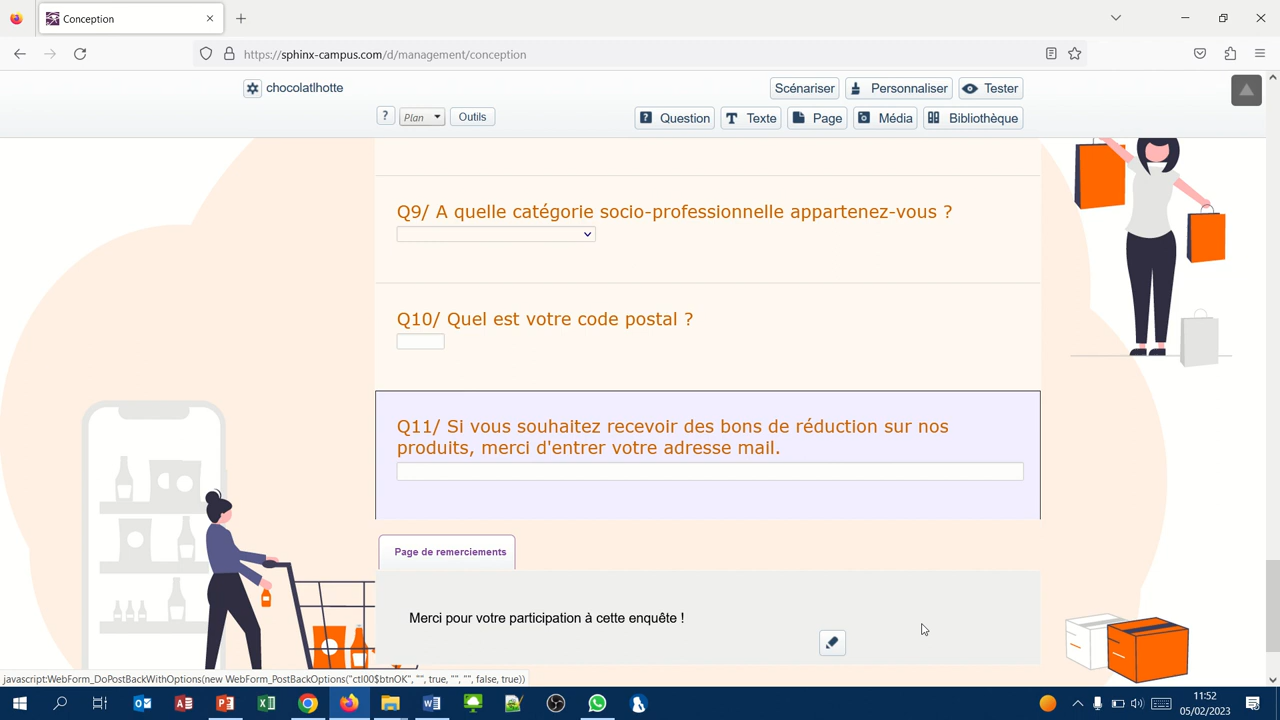 Conception
https://sphinx-campus.com/d/management/conception
chocolatlhotte
Scénariser
Personnaliser
Tester
?
Plan
Outils
Question
Texte
Page
Média
Bibliothèque
Q9/ A quelle catégorie socio-professionnelle appartenez-vous ?
Q10/ Quel est votre code postal ?
Q11/ Si vous souhaitez recevoir des bons de réduction sur nos
produits, merci d'entrer votre adresse mail.
Page de remerciements
Merci pour votre participation à cette enquête !
javascript:WebForm_DoPostBackWithOptions(new WebForm_PostBackOptions("ctl00$btnOK", "", true, "", "", false, true))
11:52
05/02/2023